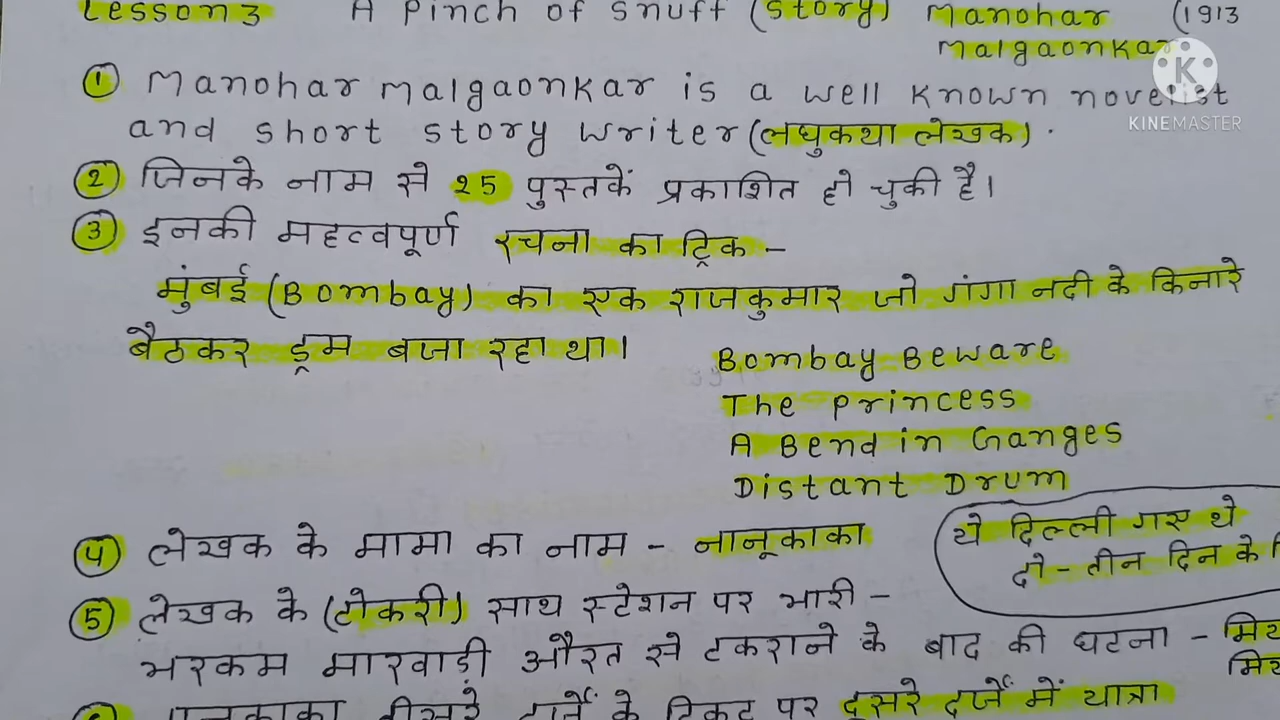 Lesson 3 A Pinch of Snuff (Story) Manohar (1913
Malgaonkar
① Manohar Malgaonkar is a well known novelist
and short story writer (लघुकथा लेखक).
② जिनके नाम से 25 पुस्तकें प्रकाशित हो चुकी है।
③ इनकी महत्वपूर्ण रचना का ट्रिक -
मुंबई (Bombay) का एक राजकुमार जो गंगा नदी के किनारे
बैठकर ड्रम बजा रहा था।
Bombay Beware
The Princess
A Bend in Ganges
Distant Drum
④ लेखक के मामा का नाम - नानूकाका
ये दिल्ली गए थे
दो-तीन दिन के
⑤ लेखक के (टोकरी) साथ स्टेशन पर भारी -
भरकम मारवाड़ी औरत से टकराने के बाद की घटना -
के टिकट पर दूसरे दर्जे में यात्रा
K
KINEMASTER